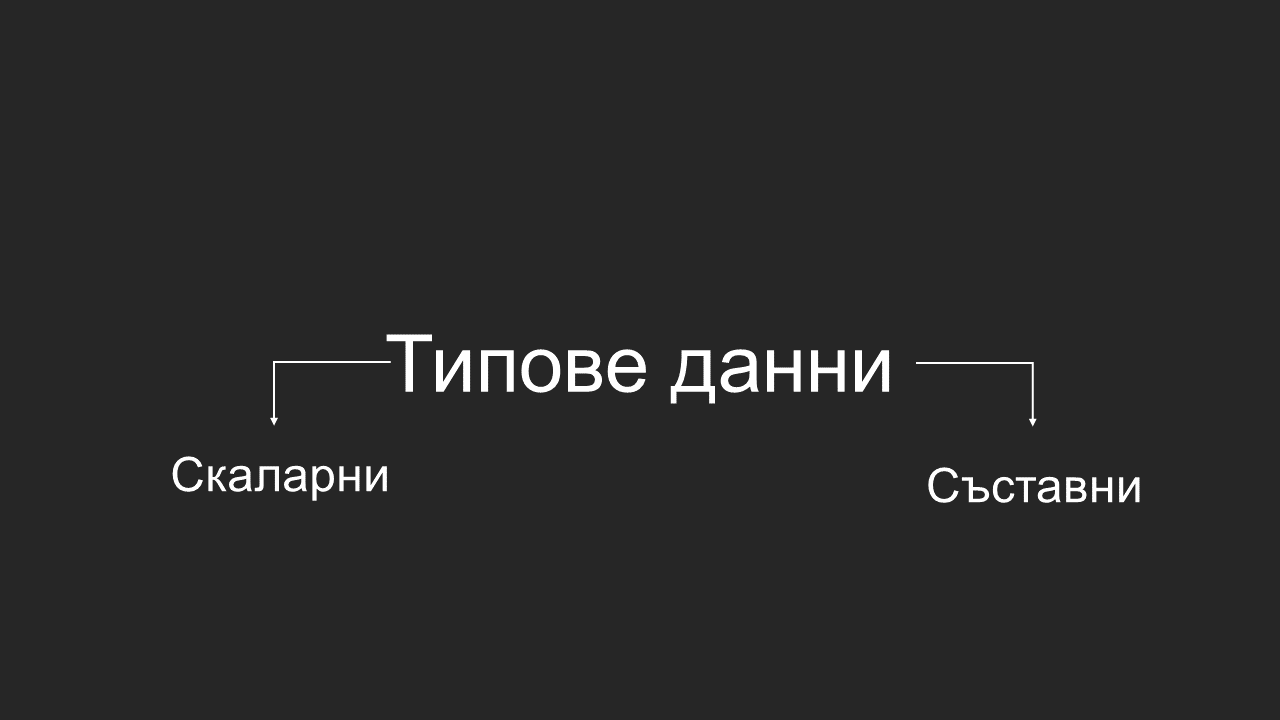 Типове данни
Скаларни
Съставни